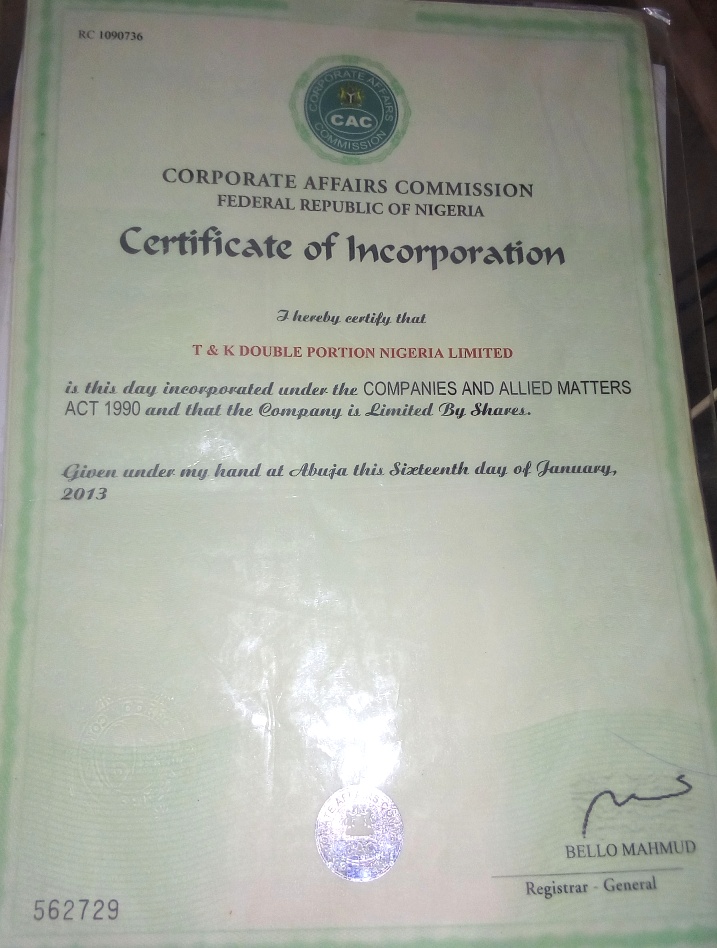 RC 1090736
CORPORATE AFFAIRS
CAC
COMMISSION
CORPORATE AFFAIRS COMMISSION
FEDERAL REPUBLIC OF NIGERIA
Certificate of Incorporation
I hereby certify that
T & K DOUBLE PORTION NIGERIA LIMITED
is this day incorporated under the COMPANIES AND ALLIED MATTERS
ACT 1990 and that the Company is Limited By Shares.
Given under my hand at Abuja this Sixteenth day of January,
2013
BELLO MAHMUD
Registrar - General
562729